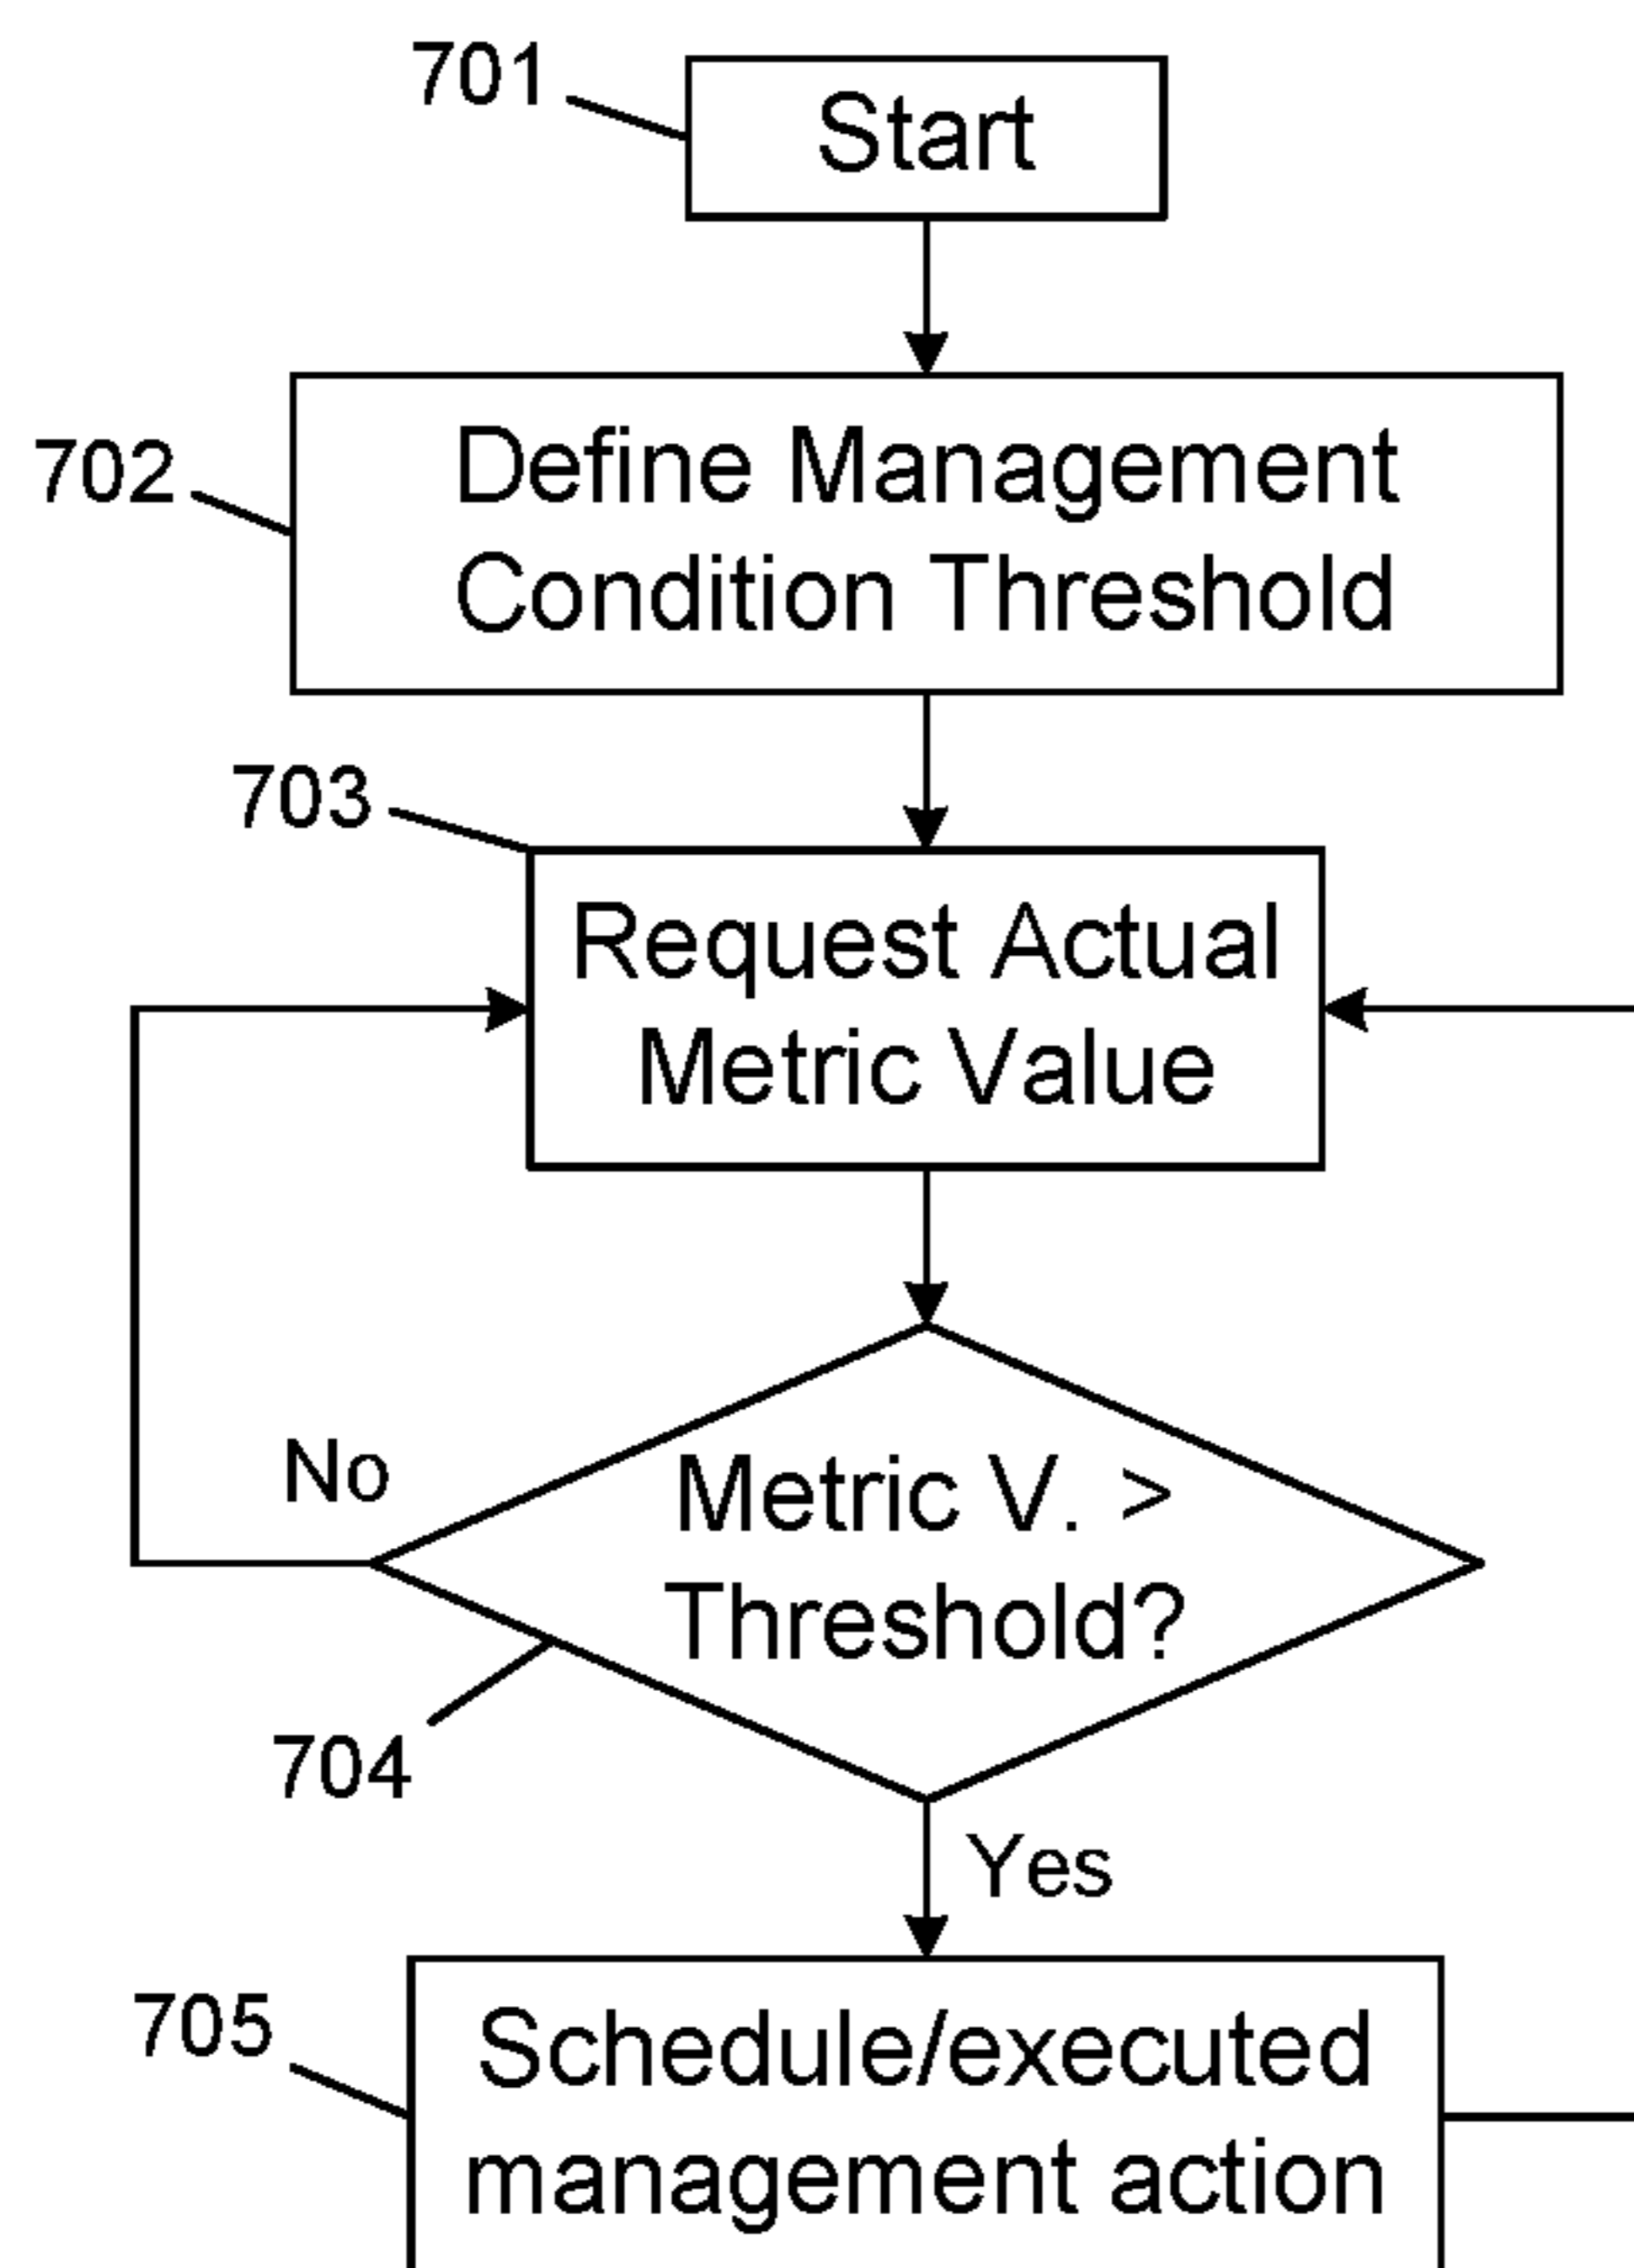 701
Start
702
Define Management
Condition Threshold
703
Request Actual
Metric Value
No
Metric V. >
Threshold?
704
Yes
705
Schedule/executed
management action